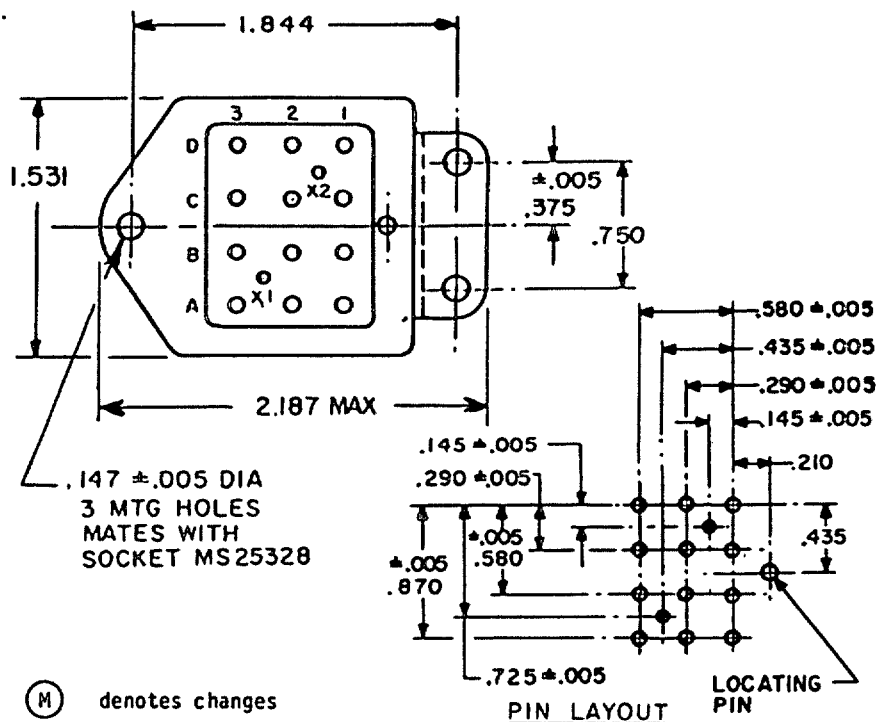 1.844
3 2 1
D
X2
C
1.531
±.005
.375
.750
B
X1
A
2.187 MAX
.580 ±.005
.435 ±.005
.290 ±.005
.145 ±.005
.210
.145 ±.005
.290 ±.005
.147 ±.005 DIA
3 MTG HOLES
MATES WITH
SOCKET MS25328
±.005
.580
±.005
.870
.435
.725 ±.005
LOCATING
PIN
PIN LAYOUT
M denotes changes